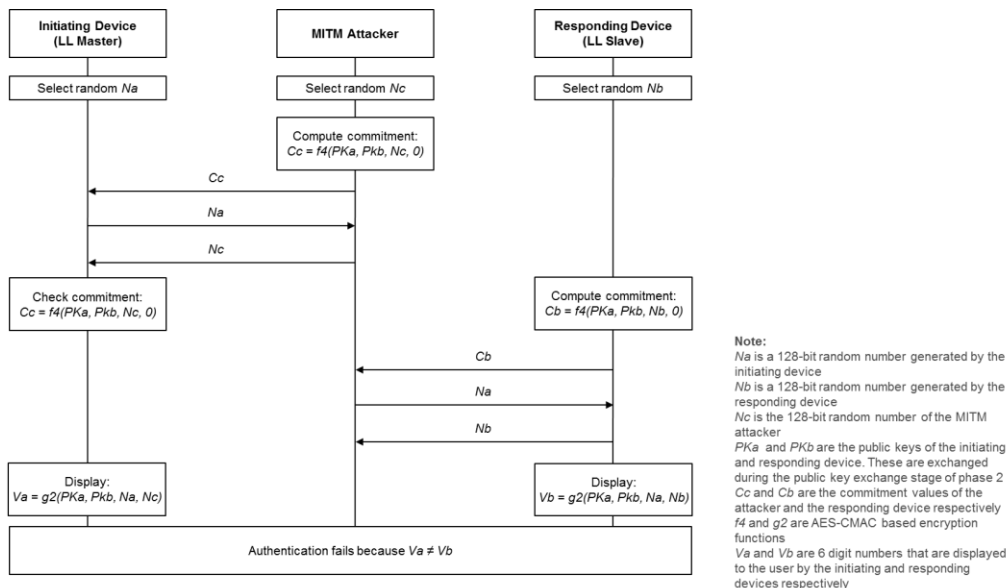 Initiating Device
(LL Master)
MITM Attacker
Responding Device
(LL Slave)
Select random Na
Select random Nc
Select random Nb
Compute commitment:
Cc = f4(PKa, Pkb, Nc, 0)
Cc
Na
Nc
Check commitment:
Cc = f4(PKa, Pkb, Nc, 0)
Compute commitment:
Cb = f4(PKa, Pkb, Nb, 0)
Cb
Na
Nb
Display:
Va = g2(PKa, Pkb, Na, Nc)
Display:
Vb = g2(PKa, Pkb, Na, Nb)
Authentication fails because Va ≠ Vb
Note:
Na is a 128-bit random number generated by the
initiating device
Nb is a 128-bit random number generated by the
responding device
Nc is the 128-bit random number of the MITM
attacker
PKa and PKb are the public keys of the initiating
and responding device. These are exchanged
during the public key exchange stage of phase 2
Cc and Cb are the commitment values of the
attacker and the responding device respectively
f4 and g2 are AES-CMAC based encryption
functions
Va and Vb are 6 digit numbers that are displayed
to the user by the initiating and responding
devices respectively